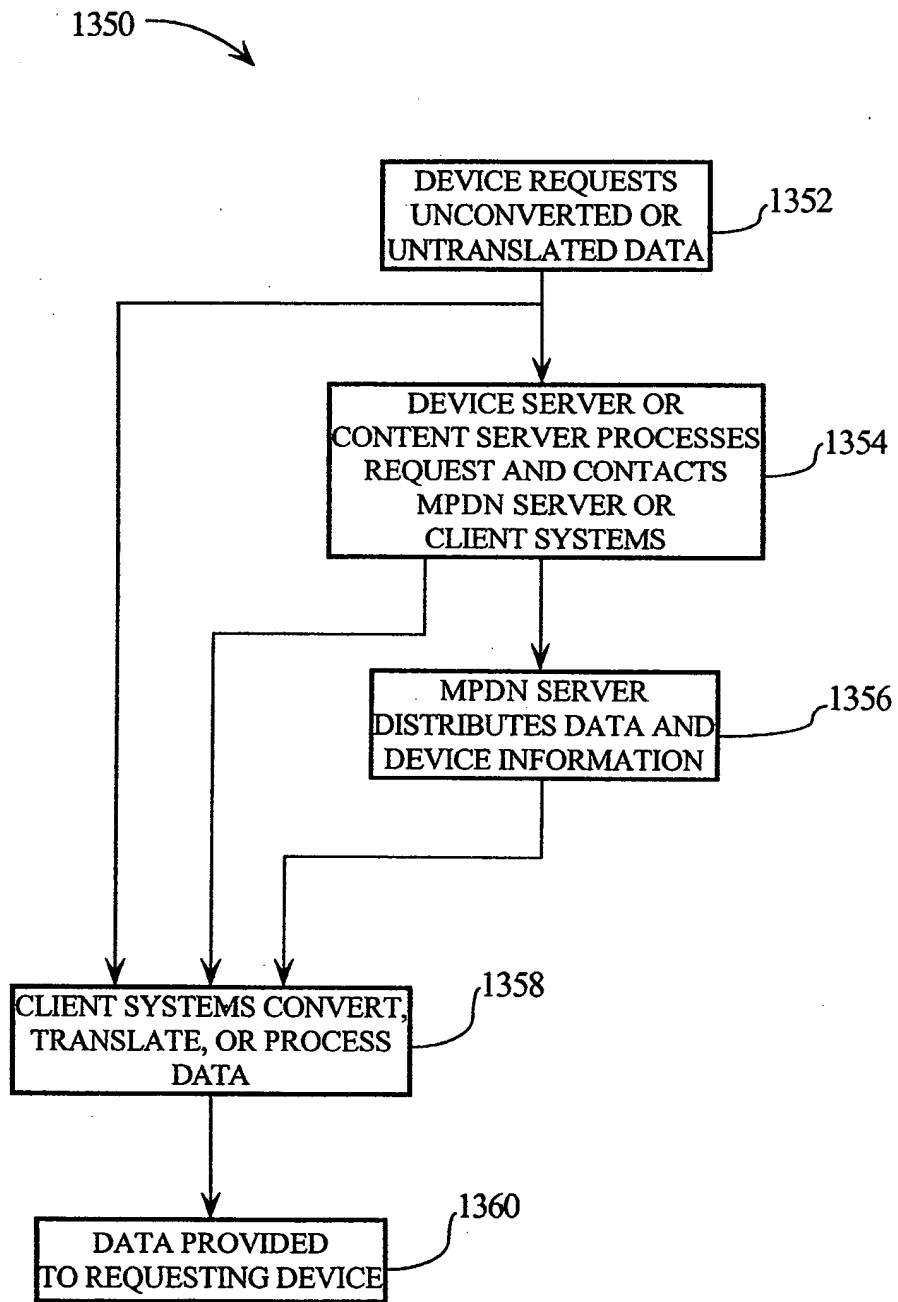 1350
DEVICE REQUESTS
UNCONVERTED OR
UNTRANSLATED DATA
1352
DEVICE SERVER OR
CONTENT SERVER PROCESSES
REQUEST AND CONTACTS
MPDN SERVER OR
CLIENT SYSTEMS
1354
MPDN SERVER
DISTRIBUTES DATA AND
DEVICE INFORMATION
1356
CLIENT SYSTEMS CONVERT,
TRANSLATE, OR PROCESS
DATA
1358
DATA PROVIDED
TO REQUESTING DEVICE
1360